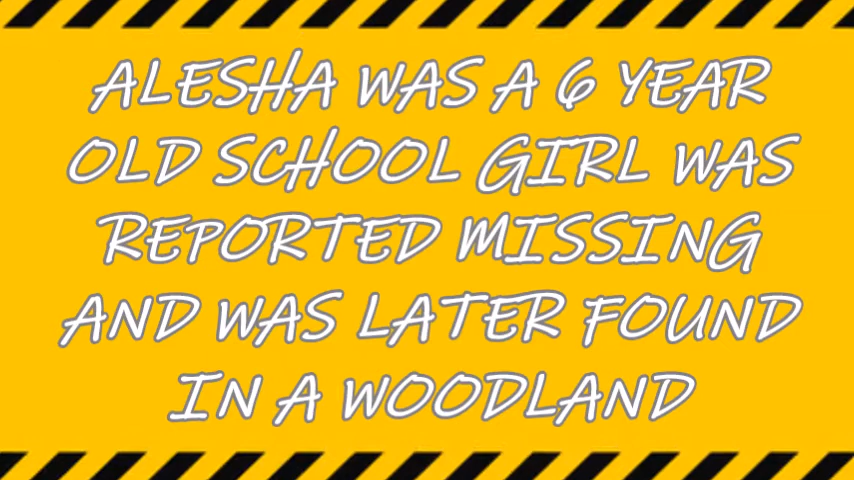 ALESHA WAS A 6 YEAR
OLD SCHOOL GIRL WAS
REPORTED MISSING
AND WAS LATER FOUND
IN A WOODLAND